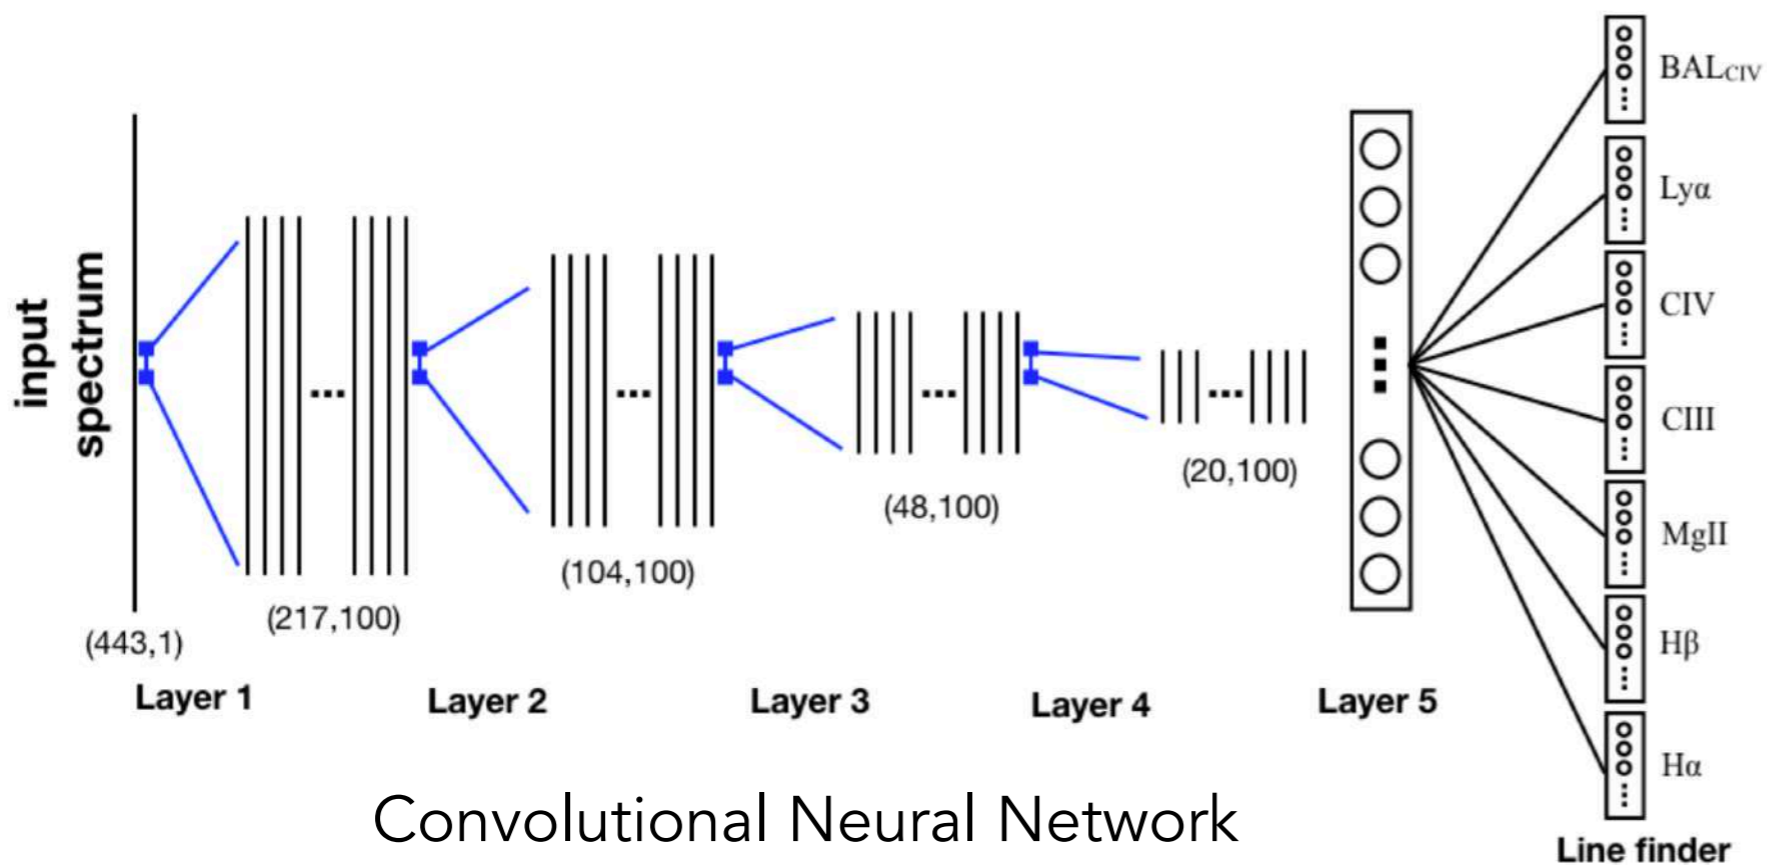 input
spectrum
(443,1)
(217,100)
(104,100)
(48,100)
(20,100)
Layer 1
Layer 2
Layer 3
Layer 4
Layer 5
BALCIV
Lyα
CIV
CIII
MgII
Hβ
Hα
Line finder
Convolutional Neural Network